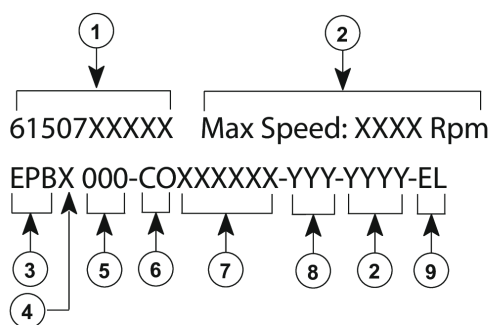 1 2
61507XXXXX Max Speed: XXXX Rpm
EPBX 000-COXXXXXX-YYY-YYYY-EL
3 5 6 7 8 2 9
4